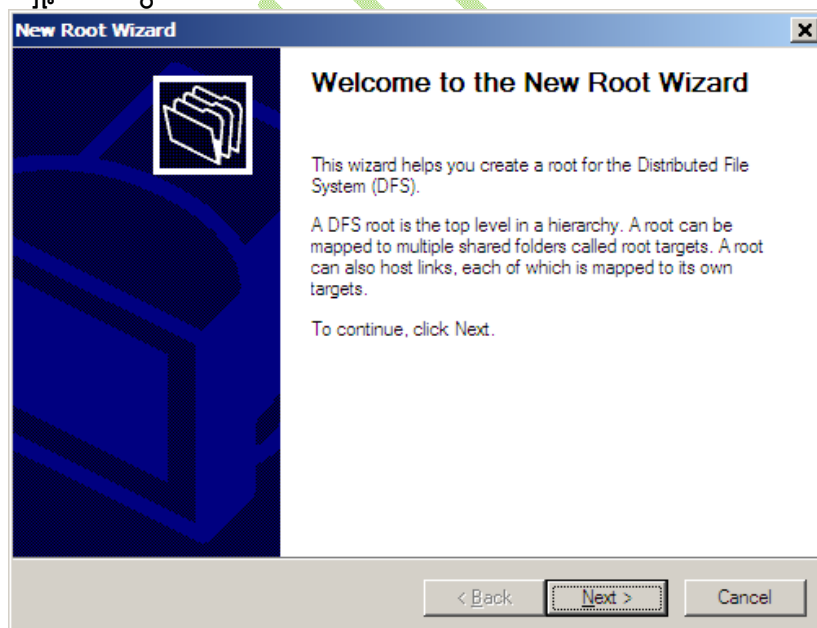 New Root Wizard
Welcome to the New Root Wizard
This wizard helps you create a root for the Distributed File
System (DFS).
A DFS root is the top level in a hierarchy. A root can be
mapped to multiple shared folders called root targets. A root
can also host links, each of which is mapped to its own
targets.
To continue, click Next.
< Back
Next >
Cancel